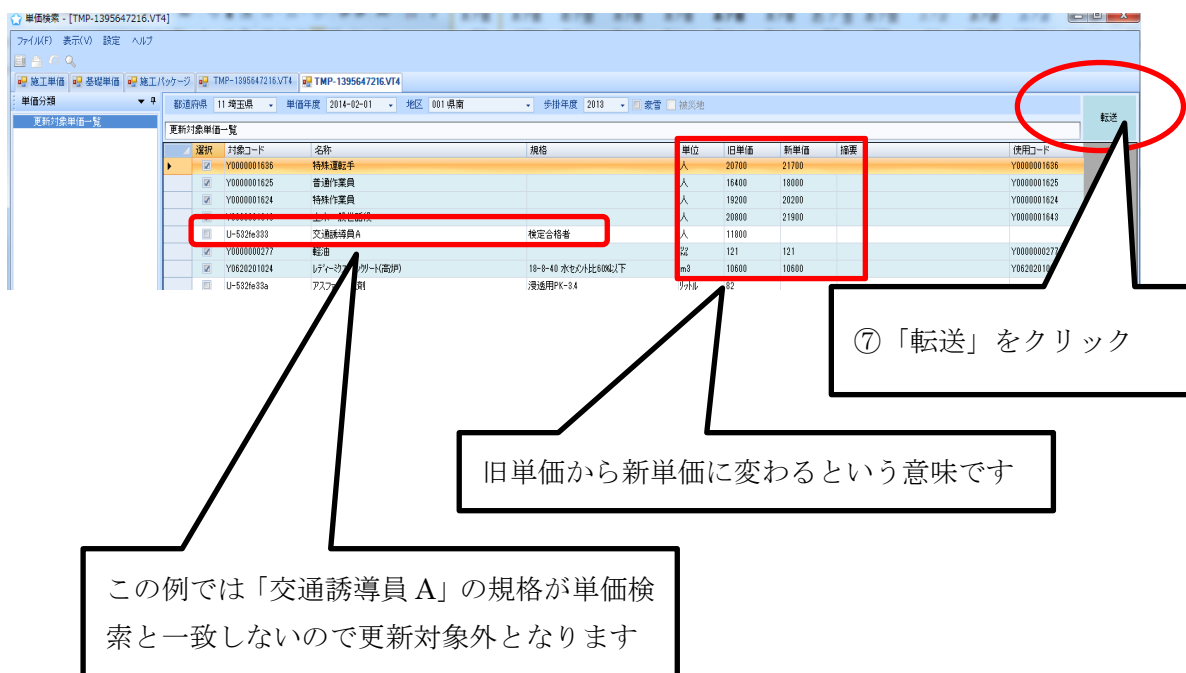 単価検索 - [TMP-1395647216.VT4]
ファイル(F) 表示(V) 設定 ヘルプ
施工単価 基礎単価 施工パッケージ TMP-1395647216.VT4 TMP-1395647216.VT4
単価分類
更新対象単価一覧
都道府県 11 埼玉県 単価年度 2014-02-01 地区 001 県南 歩掛年度 2013 豪雪 被災地
転送
更新対象単価一覧
選択 対象コード 名称 規格 単位 旧単価 新単価 摘要 使用コード
Y0000001636 特殊運転手 人 20700 21700 Y0000001636
Y0000001625 普通作業員 人 16400 18000 Y0000001625
Y0000001624 特殊作業員 人 19200 20200 Y0000001624
人 20800 21900 Y0000001643
U-532fe333 交通誘導員A 検定合格者 人 11800
Y0000000277 軽油 121 121 Y0000000277
Y0620201024 18-8-40 水セメント比60%以下 m3 10600 10600
U-532fe33a 浸透用PK-3.4 リットル 82
⑦「転送」をクリック
旧単価から新単価に変わるという意味です
この例では「交通誘導員 A」の規格が単価検
索と一致しないので更新対象外となります